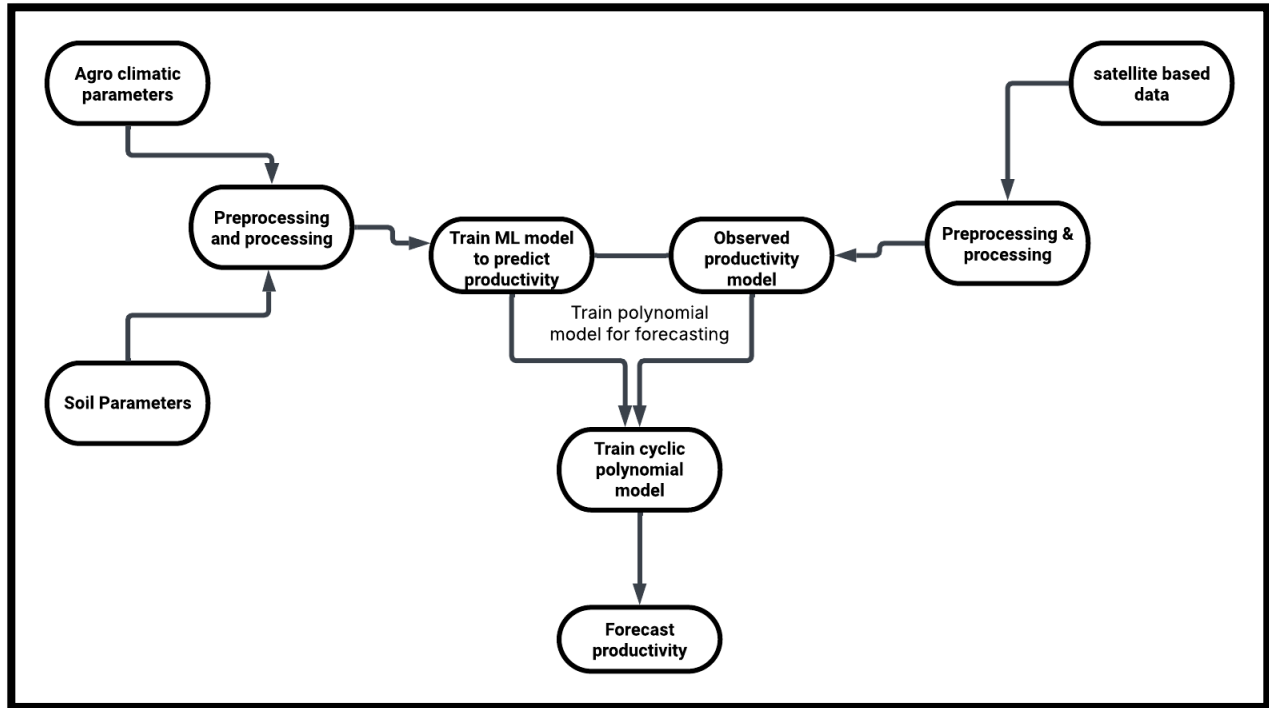 Agro climatic
parameters
satellite based
data
Preprocessing
and processing
Train ML model
to predict
productivity
Observed
productivity
model
Preprocessing &
processing
Train polynomial
model for forecasting
Soil Parameters
Train cyclic
polynomial
model
Forecast
productivity